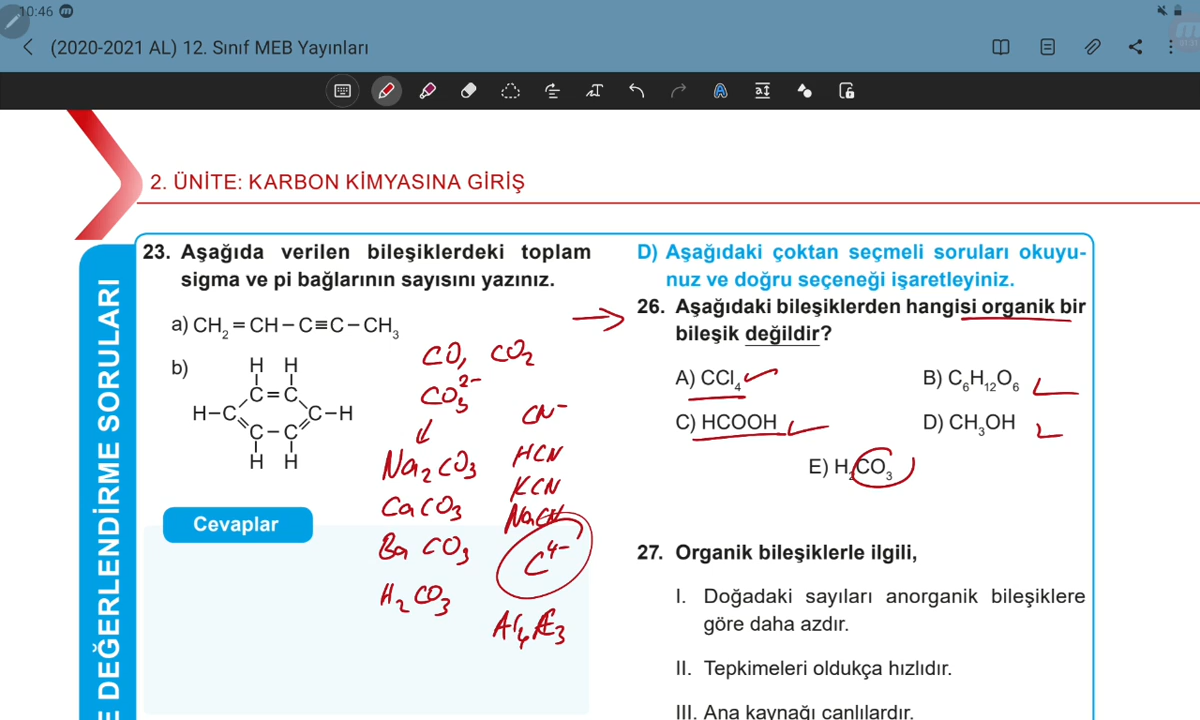 10:46
(2020-2021 AL) 12. Sınıf MEB Yayınları
2. ÜNİTE: KARBON KİMYASINA GİRİŞ
E DEĞERLENDİRME SORULARI
23. Aşağıda verilen bileşiklerdeki toplam
sigma ve pi bağlarının sayısını yazınız.
a) CH₂=CH–C≡C–CH₃
b)
H H
C=C
H–C C–H
C–C
H H
CO, CO₂
CO₃²⁻
Na₂CO₃
CaCO₃
BaCO₃
H₂CO₃
CN⁻
HCN
KCN
NaCN
C⁴⁻
Cevaplar
D) Aşağıdaki çoktan seçmeli soruları okuyu-
nuz ve doğru seçeneği işaretleyiniz.
26. Aşağıdaki bileşiklerden hangisi organik bir
bileşik değildir?
A) CCl₄ B) C₆H₁₂O₆
C) HCOOH D) CH₃OH
E) H₂CO₃
27. Organik bileşiklerle ilgili,
I. Doğadaki sayıları anorganik bileşiklere
göre daha azdır.
II. Tepkimeleri oldukça hızlıdır.
III. Ana kaynağı canlılardır.